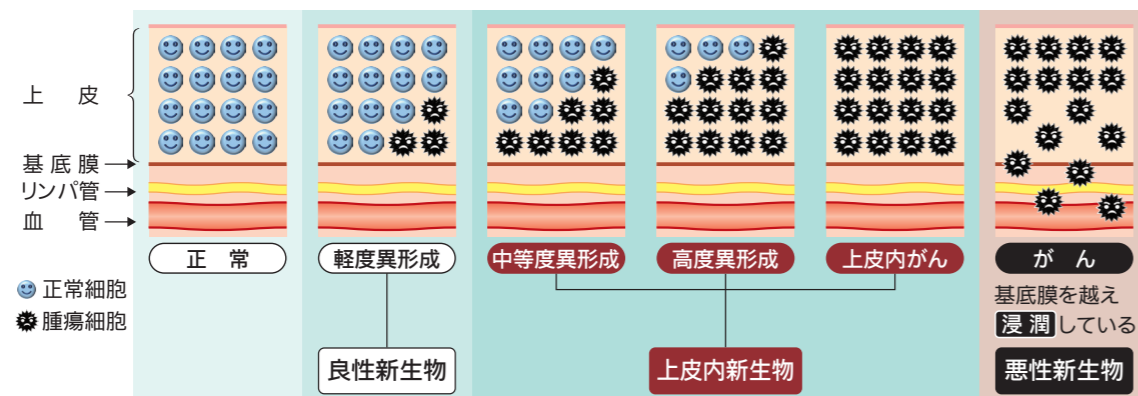 上 皮
基底膜
リンパ管
血 管
正 常
軽度異形成
中等度異形成
高度異形成
上皮内がん
が ん
正常細胞
腫瘍細胞
基底膜を越え
浸潤している
良性新生物
上皮内新生物
悪性新生物